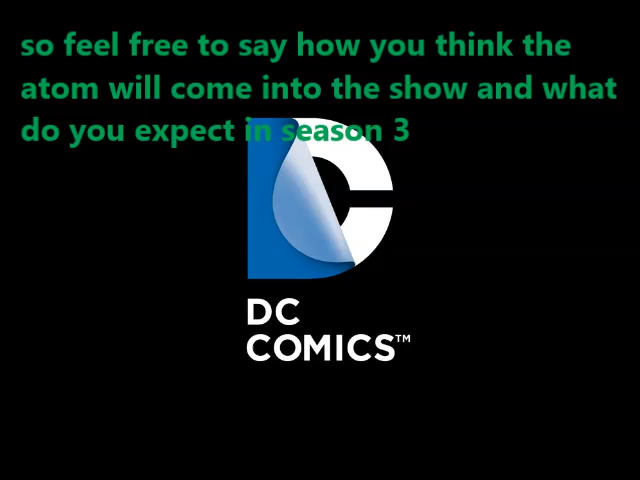 so feel free to say how you think the
atom will come into the show and what
do you expect in season 3
DC
COMICS™